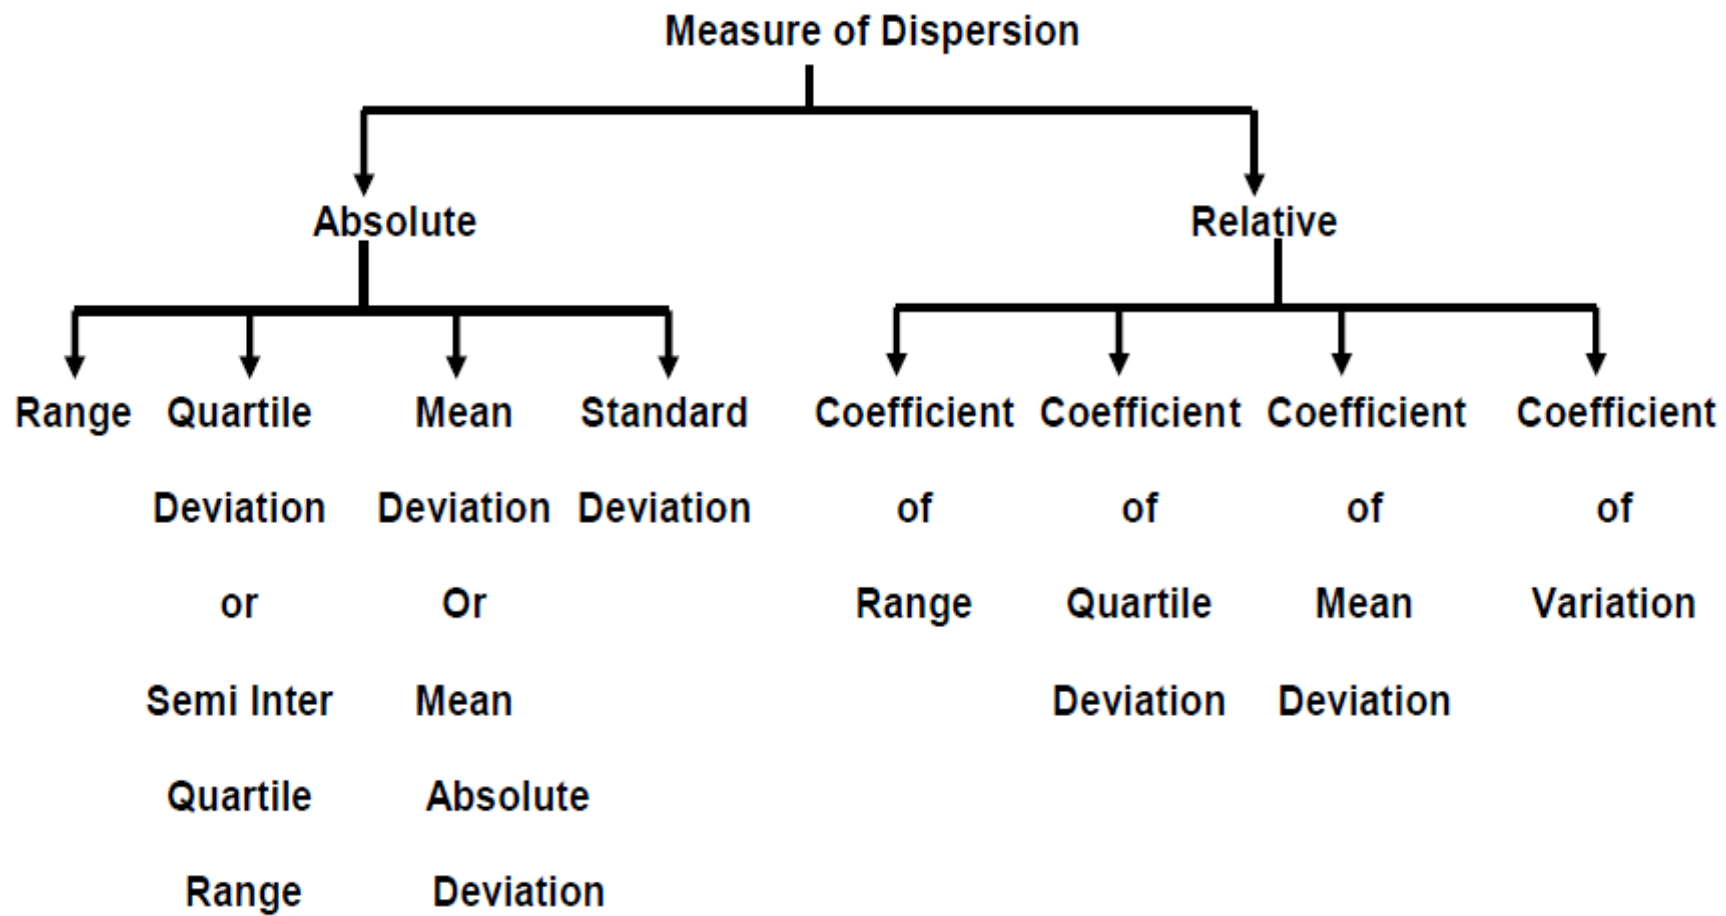 Measure of Dispersion
Absolute
Relative
Range
Quartile
Deviation
or
Semi Inter
Quartile
Range
Mean
Deviation
Or
Mean
Absolute
Deviation
Standard
Deviation
Coefficient
of
Range
Coefficient
of
Quartile
Deviation
Coefficient
of
Mean
Deviation
Coefficient
of
Variation